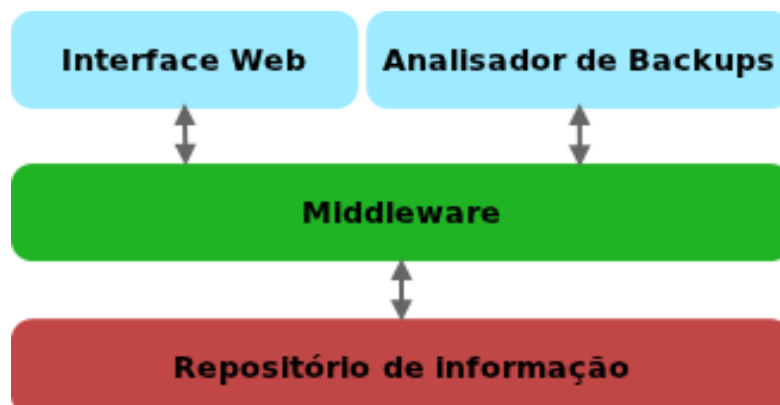 Interface Web
Analisador de Backups
Middleware
Repositório de informação